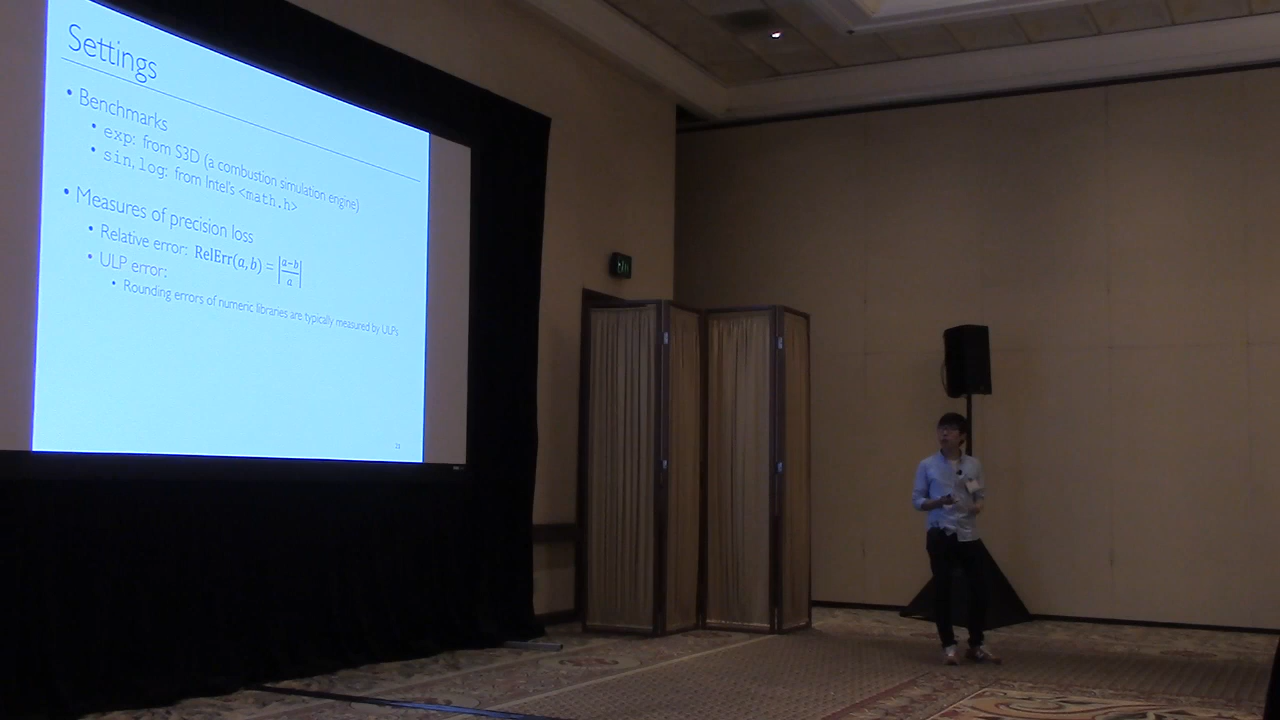 Settings
• Benchmarks
• exp: from S3D (a combustion simulation engine)
• sin, log: from Intel's <math.h>
• Measures of precision loss
• Relative error: RelErr(a, b) = |a−b/a|
• ULP error:
• Rounding errors of numeric libraries are typically measured by ULPs